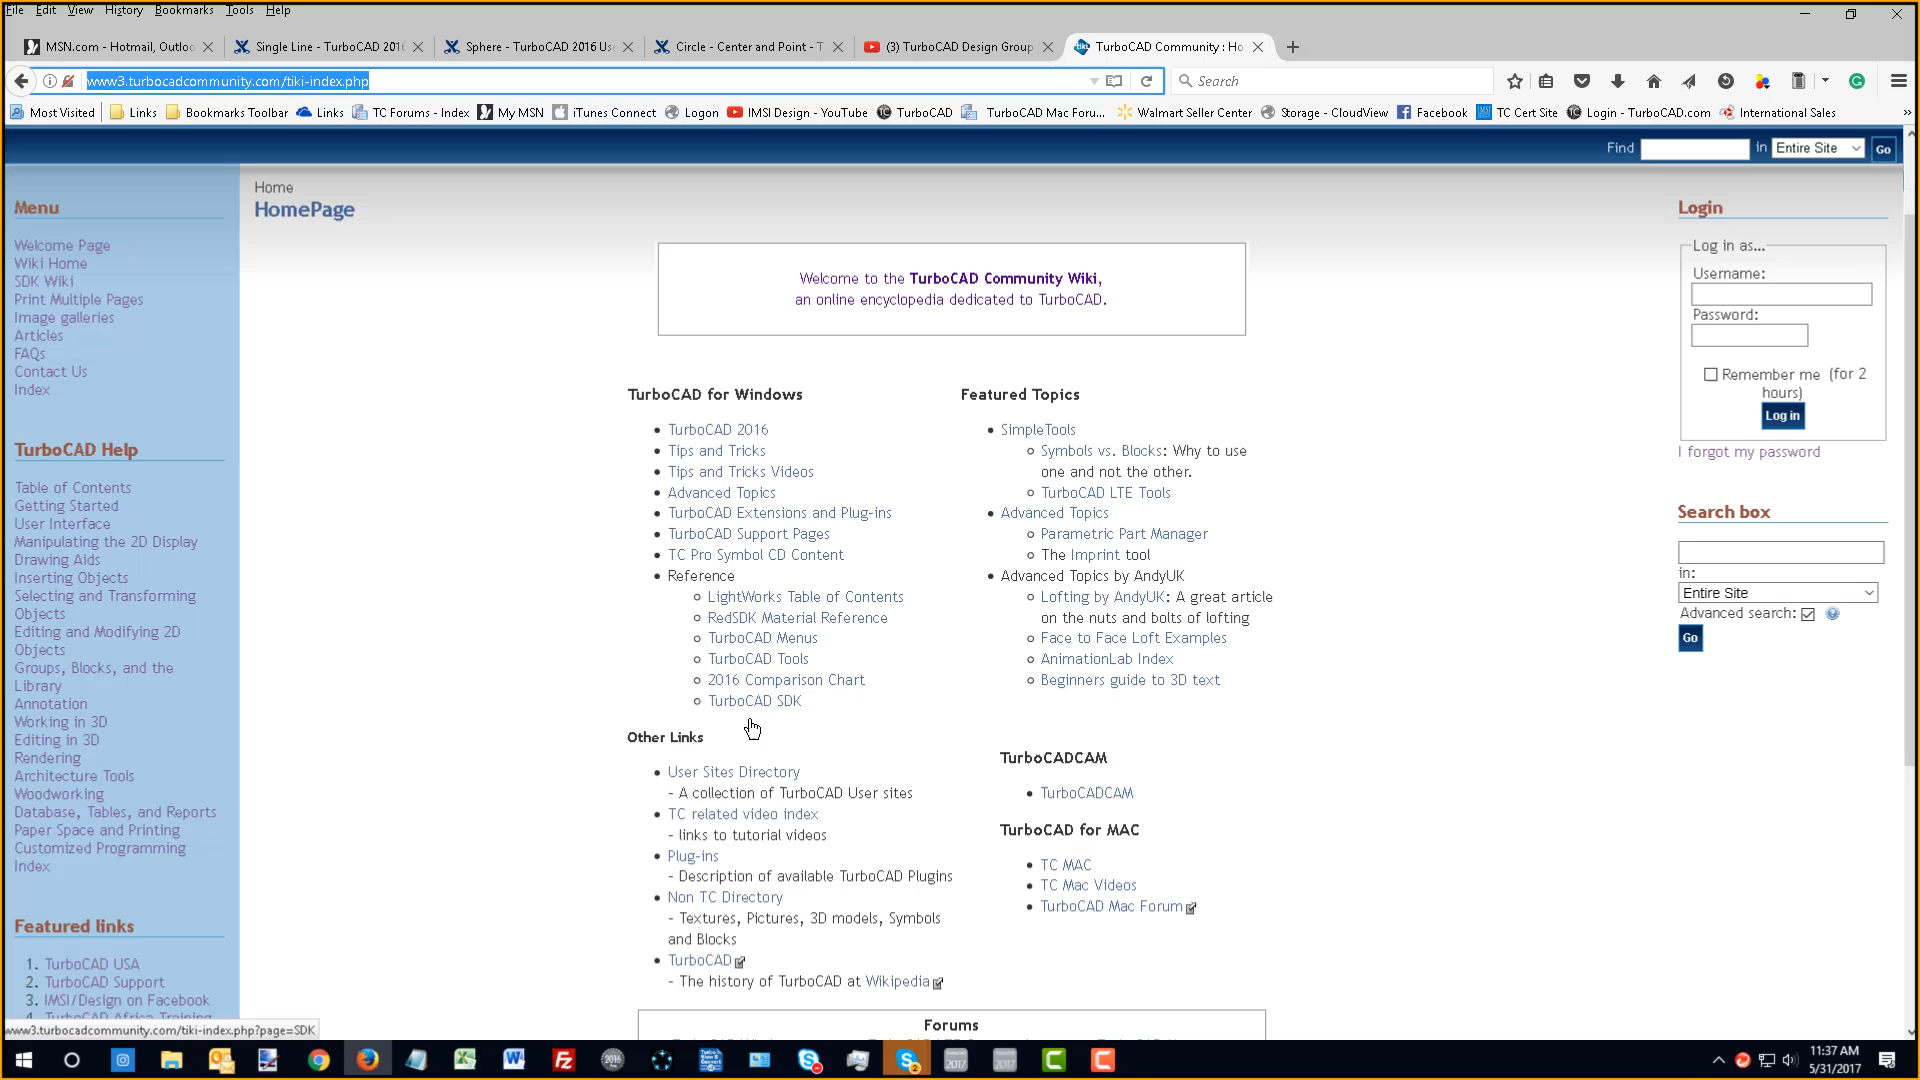 File Edit View History Bookmarks Tools Help
MSN.com - Hotmail, Outloo
Single Line - TurboCAD 201
Sphere - TurboCAD 2016 Us
Circle - Center and Point - T
(3) TurboCAD Design Group
TurboCAD Community : Ho
www3.turbocadcommunity.com/tiki-index.php
Search
Most Visited Links Bookmarks Toolbar Links TC Forums - Index My MSN iTunes Connect Logon IMSI Design - YouTube TurboCAD TurboCAD Mac Foru... Walmart Seller Center Storage - CloudView Facebook TC Cert Site Login - TurboCAD.com International Sales
Find in Entire Site Go
Home
HomePage
Menu
Welcome Page
Wiki Home
SDK Wiki
Print Multiple Pages
Image galleries
Articles
FAQs
Contact Us
Index
TurboCAD Help
Table of Contents
Getting Started
User Interface
Manipulating the 2D Display
Drawing Aids
Inserting Objects
Selecting and Transforming
Objects
Editing and Modifying 2D
Objects
Groups, Blocks, and the
Library
Annotation
Working in 3D
Editing in 3D
Rendering
Architecture Tools
Woodworking
Database, Tables, and Reports
Paper Space and Printing
Customized Programming
Index
Featured links
1. TurboCAD USA
2. TurboCAD Support
3. IMSI/Design on Facebook
4. TurboCAD Africa Training
www3.turbocadcommunity.com/tiki-index.php?page=SDK
Welcome to the TurboCAD Community Wiki,
an online encyclopedia dedicated to TurboCAD.
TurboCAD for Windows
TurboCAD 2016
Tips and Tricks
Tips and Tricks Videos
Advanced Topics
TurboCAD Extensions and Plug-ins
TurboCAD Support Pages
TC Pro Symbol CD Content
Reference
LightWorks Table of Contents
RedSDK Material Reference
TurboCAD Menus
TurboCAD Tools
2016 Comparison Chart
TurboCAD SDK
Other Links
User Sites Directory
- A collection of TurboCAD User sites
TC related video index
- links to tutorial videos
Plug-ins
- Description of available TurboCAD Plugins
Non TC Directory
- Textures, Pictures, 3D models, Symbols
and Blocks
TurboCAD
- The history of TurboCAD at Wikipedia
Featured Topics
SimpleTools
Symbols vs. Blocks: Why to use
one and not the other.
TurboCAD LTE Tools
Advanced Topics
Parametric Part Manager
The Imprint tool
Advanced Topics by AndyUK
Lofting by AndyUK: A great article
on the nuts and bolts of lofting
Face to Face Loft Examples
AnimationLab Index
Beginners guide to 3D text
TurboCADCAM
TurboCADCAM
TurboCAD for MAC
TC MAC
TC Mac Videos
TurboCAD Mac Forum
Forums
Login
Log in as...
Username:
Password:
Remember me (for 2
hours)
Log in
I forgot my password
Search box
in:
Entire Site
Advanced search:
Go
11:37 AM
5/31/2017